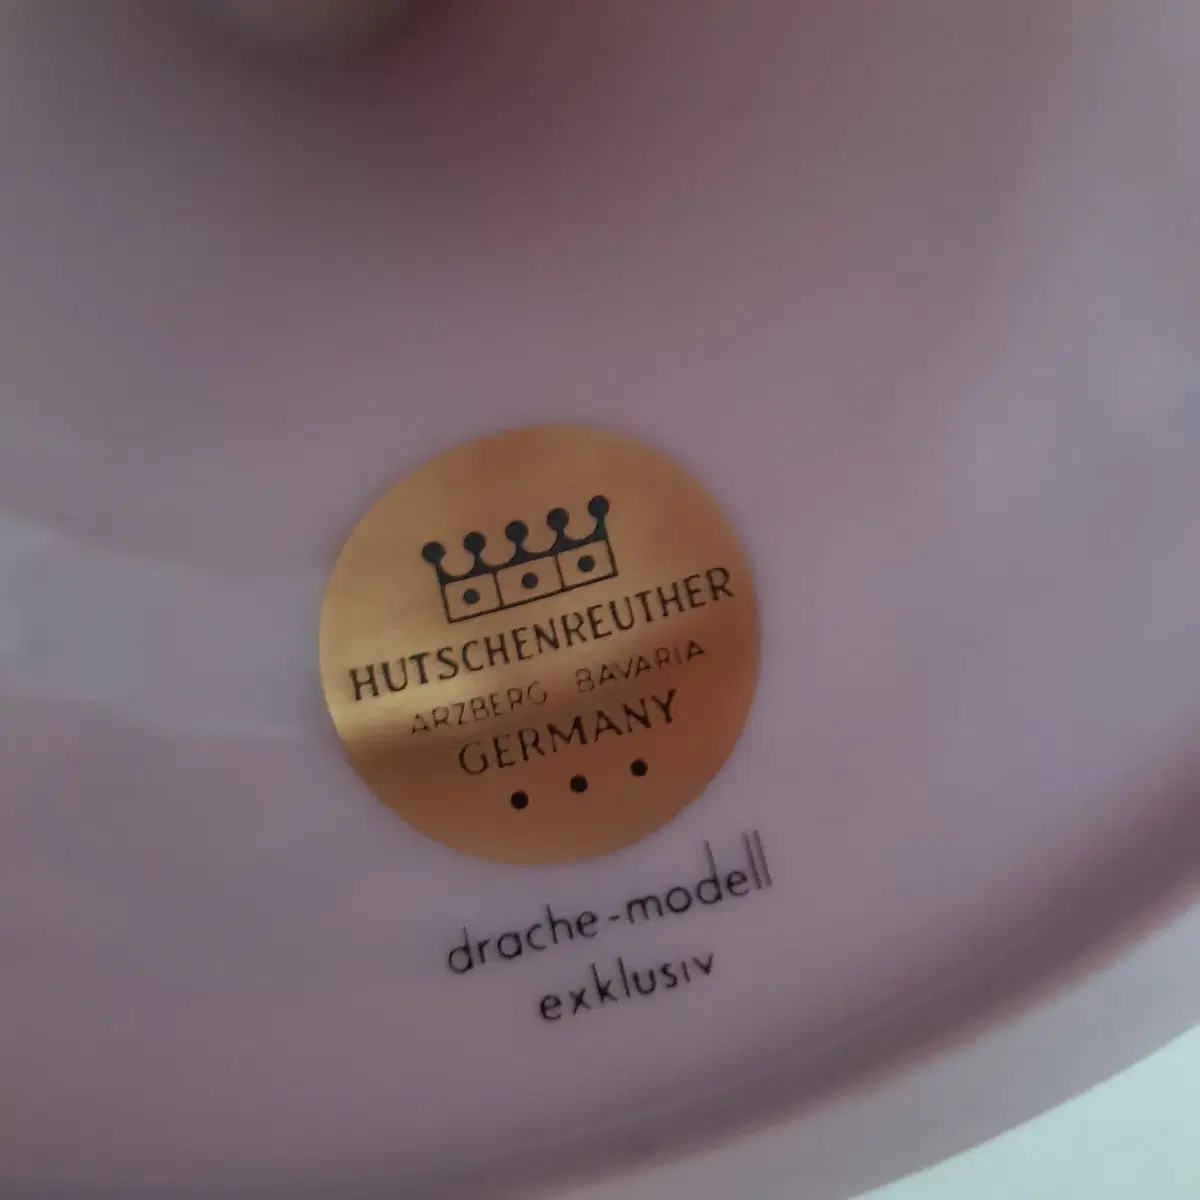 HUTSCHENREUTHER
ARZBERG BAVARIA
GERMANY
drache-modell
exklusiv